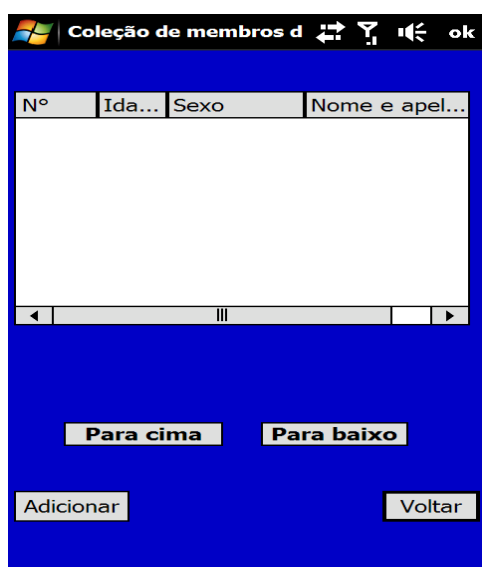 Coleção de membros d ok
Nº Ida... Sexo Nome e apel...
Para cima Para baixo
Adicionar Voltar